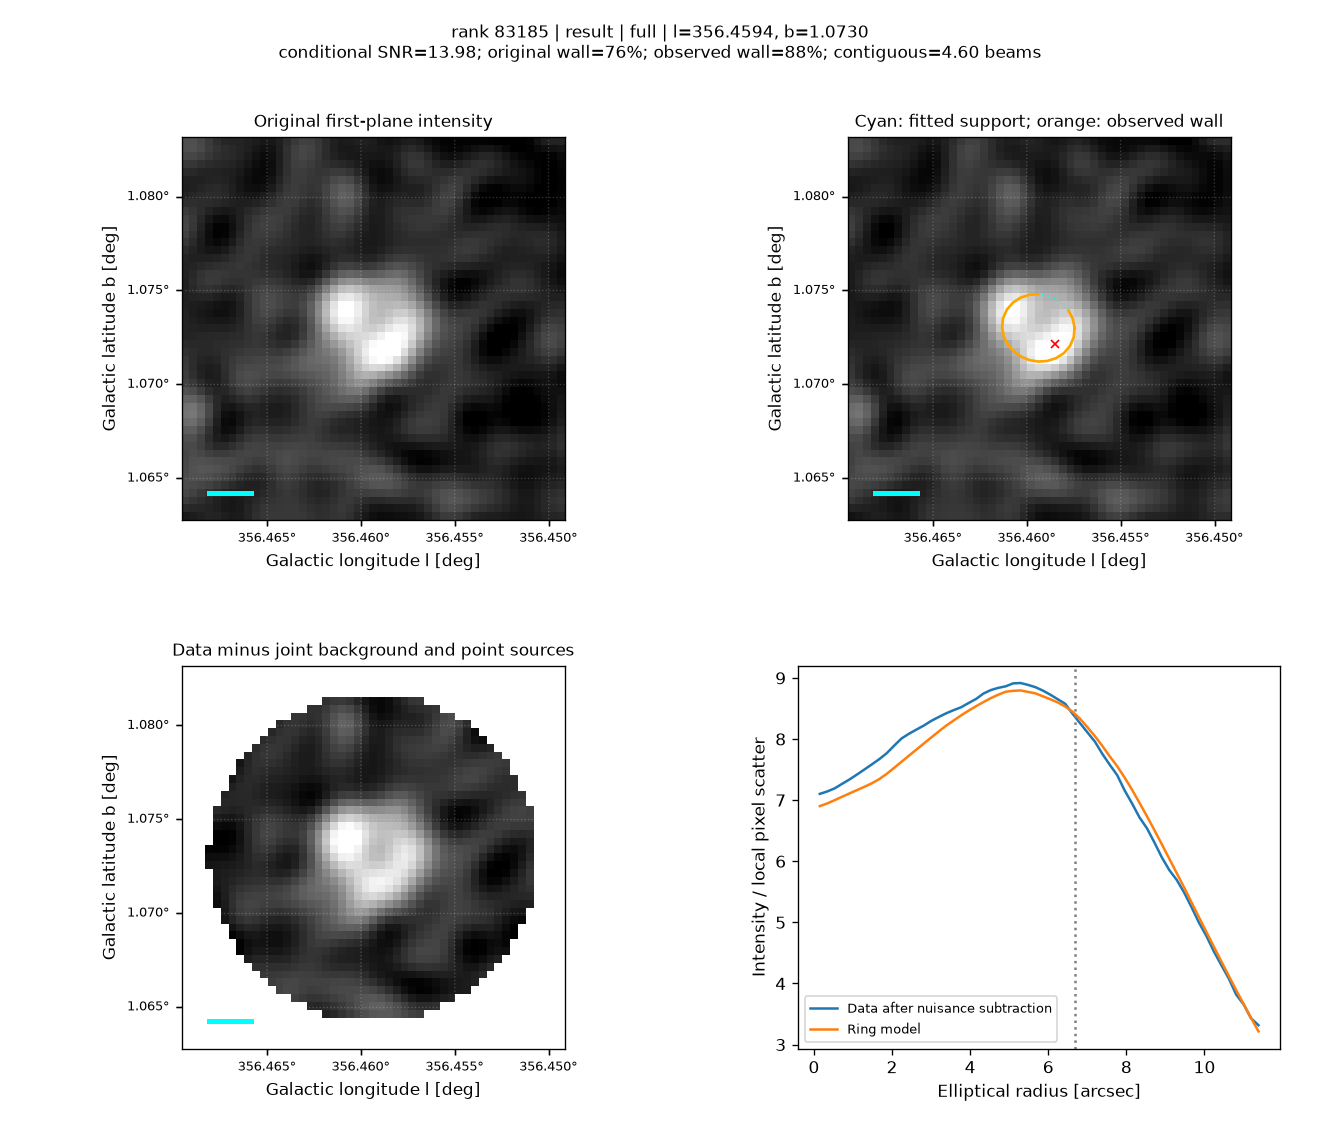 rank 83185 | result | full | l=356.4594, b=1.0730
conditional SNR=13.98; original wall=76%; observed wall=88%; contiguous=4.60 beams
Original first-plane intensity
1.080°
1.075°
1.070°
1.065°
Galactic latitude b [deg]
356.465°
356.460°
356.455°
356.450°
Galactic longitude l [deg]
Cyan: fitted support; orange: observed wall
1.080°
1.075°
1.070°
1.065°
Galactic latitude b [deg]
356.465°
356.460°
356.455°
356.450°
Galactic longitude l [deg]
Data minus joint background and point sources
1.080°
1.075°
1.070°
1.065°
Galactic latitude b [deg]
356.465°
356.460°
356.455°
356.450°
Galactic longitude l [deg]
9
8
7
6
5
4
3
Intensity / local pixel scatter
Data after nuisance subtraction
Ring model
0
2
4
6
8
10
Elliptical radius [arcsec]